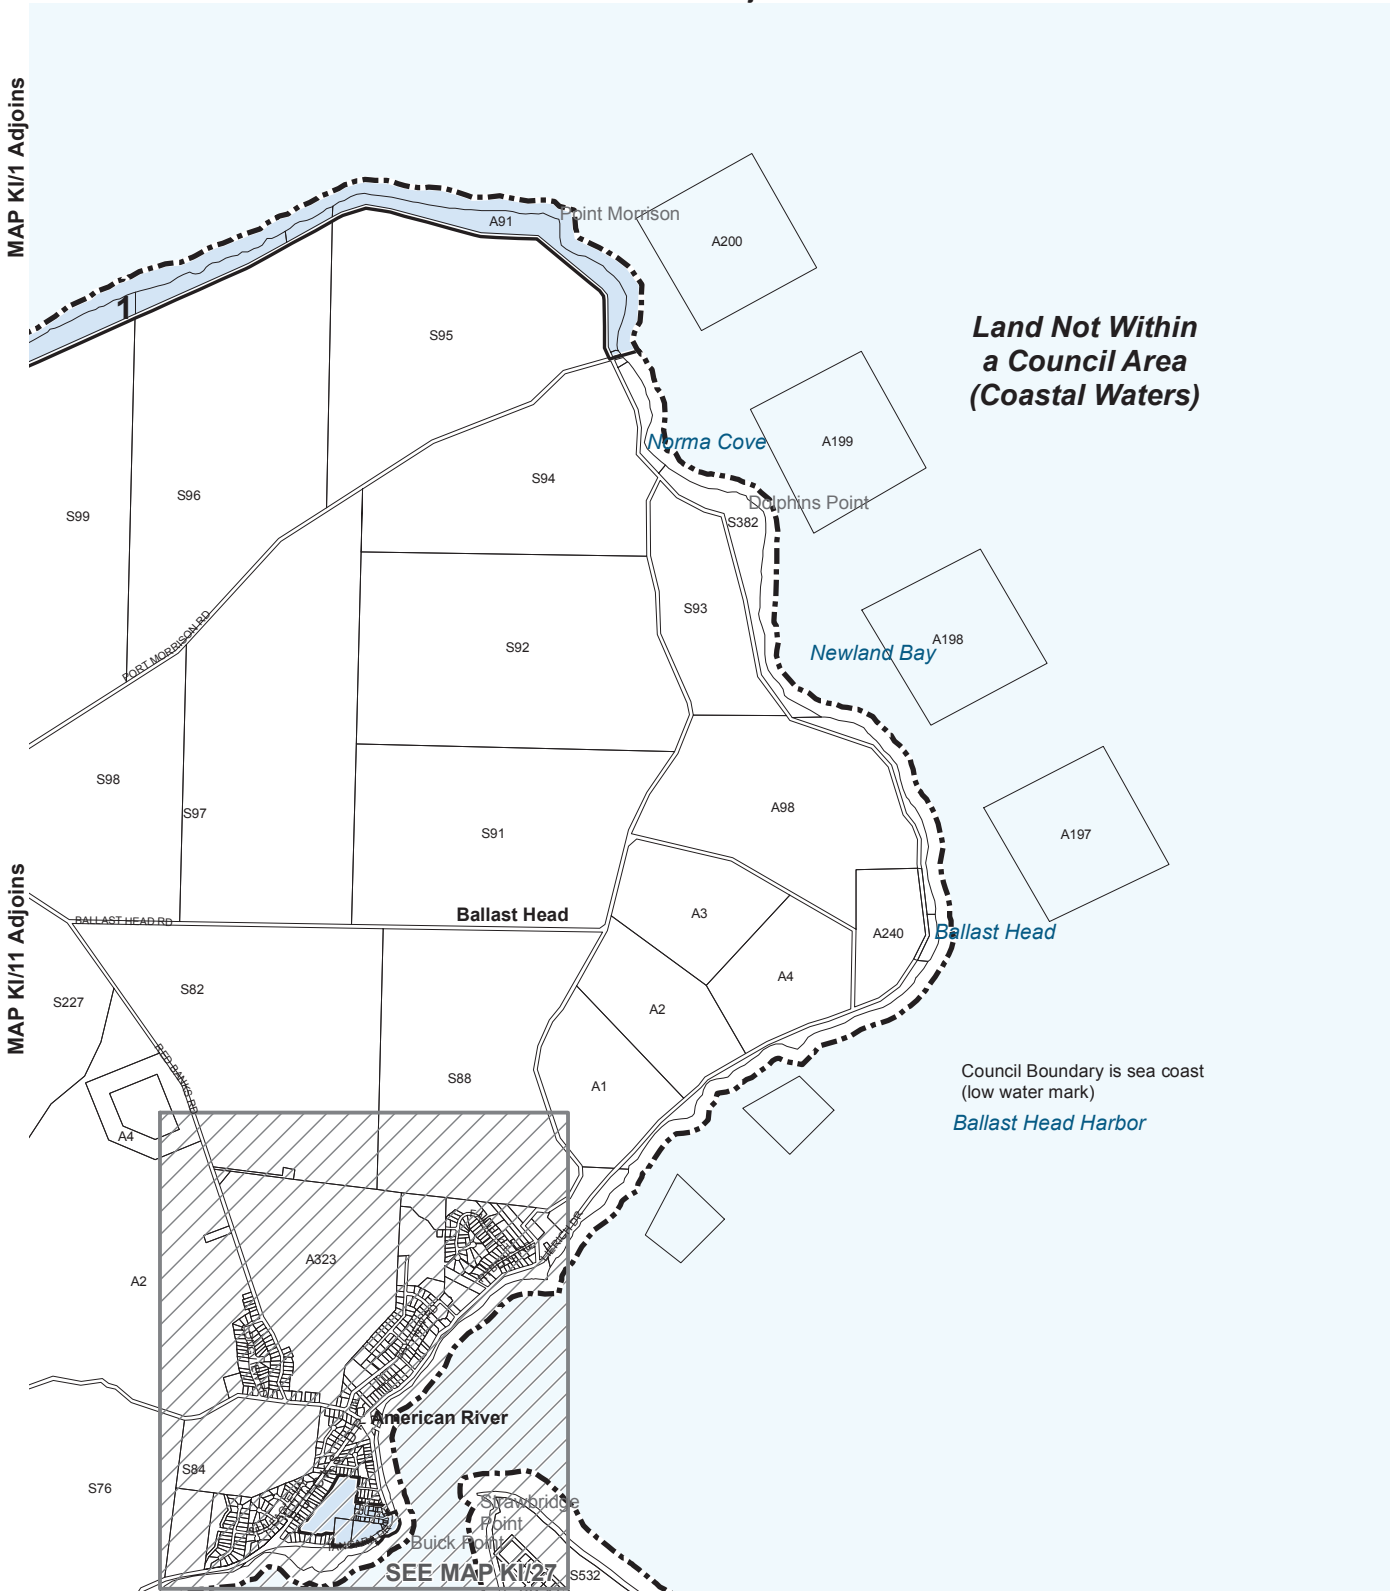 MAP KI/1 Adjoins
Point Morrison
A91
A200
1
Land Not Within
a Council Area
(Coastal Waters)
S95
Norma Cove
A199
S94
S96
Dolphins Point
S99
S382
S93
A198
PORT MORRISON RD
S92
Newland Bay
S98
A98
S97
S91
A197
MAP KI/11 Adjoins
BALLAST HEAD RD
Ballast Head
A3
A240
Ballast Head
A4
S82
S227
A2
RED BANKS RD
S88
A1
Council Boundary is sea coast
(low water mark)
Ballast Head Harbor
A4
A323
A2
American River
S84
S76
Strawbridge
Point
Buick Point
SEE MAP KI/27
S532